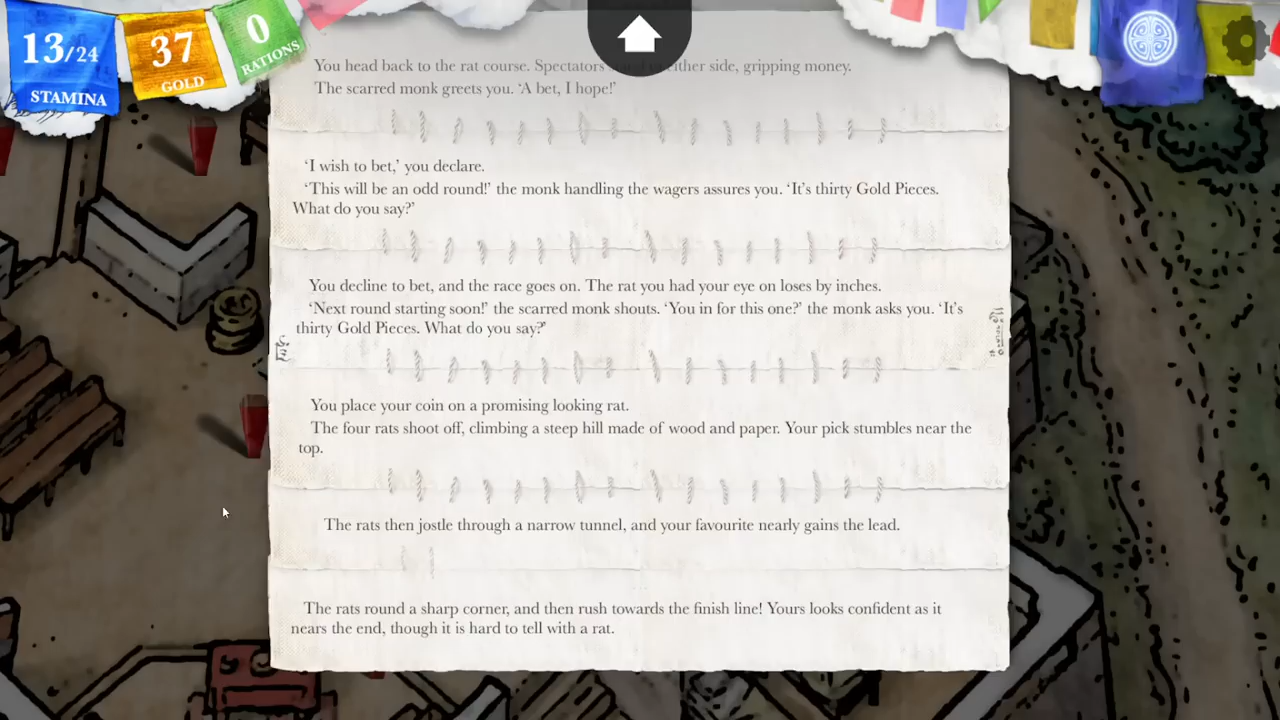 13/24
STAMINA
37
GOLD
0
RATIONS
You head back to the rat course. Spectators either side, gripping money.
The scarred monk greets you. ‘A bet, I hope!’
‘I wish to bet,’ you declare.
‘This will be an odd round!’ the monk handling the wagers assures you. ‘It’s thirty Gold Pieces.
What do you say?’
You decline to bet, and the race goes on. The rat you had your eye on loses by inches.
‘Next round starting soon!’ the scarred monk shouts. ‘You in for this one?’ the monk asks you. ‘It’s
thirty Gold Pieces. What do you say?’
You place your coin on a promising looking rat.
The four rats shoot off, climbing a steep hill made of wood and paper. Your pick stumbles near the
top.
The rats then jostle through a narrow tunnel, and your favourite nearly gains the lead.
The rats round a sharp corner, and then rush towards the finish line! Yours looks confident as it
nears the end, though it is hard to tell with a rat.